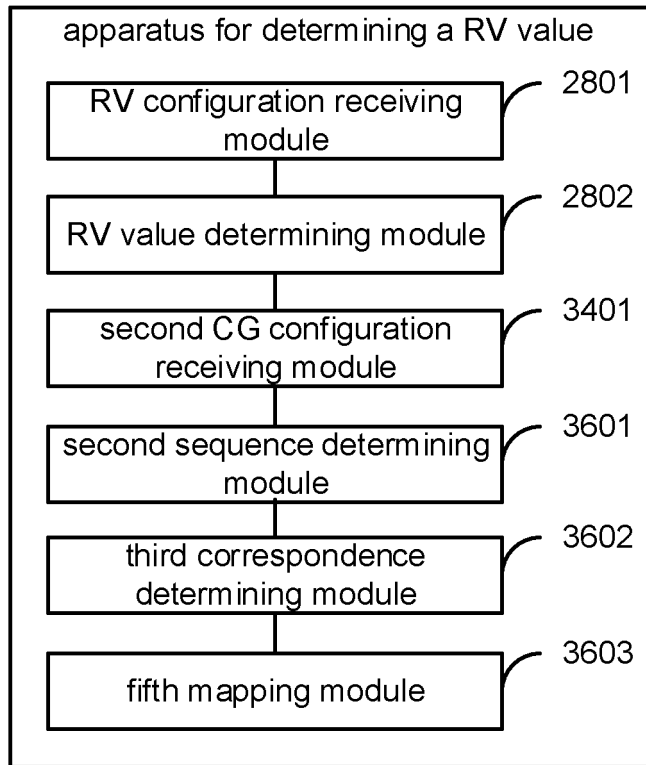 apparatus for determining a RV value
RV configuration receiving
module
2801
RV value determining module
2802
second CG configuration
receiving module
3401
second sequence determining
module
3601
third correspondence
determining module
3602
fifth mapping module
3603